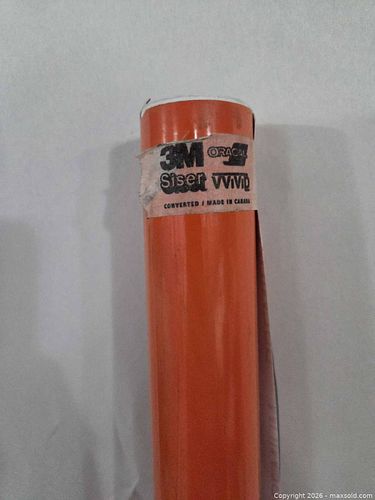 3M ORACAL
Siser VVIVID
CONVERTED / MADE IN CANADA
Copyright 2026 - maxsold.com